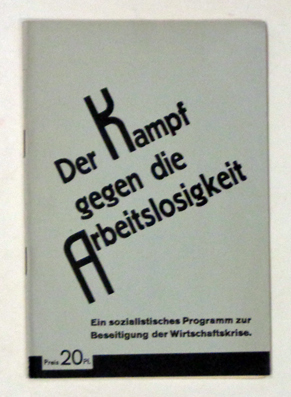 Der Kampf
gegen die
Arbeitslosigkeit
Ein sozialistisches Programm zur
Beseitigung der Wirtschaftskrise.
Preis 20 Pf.